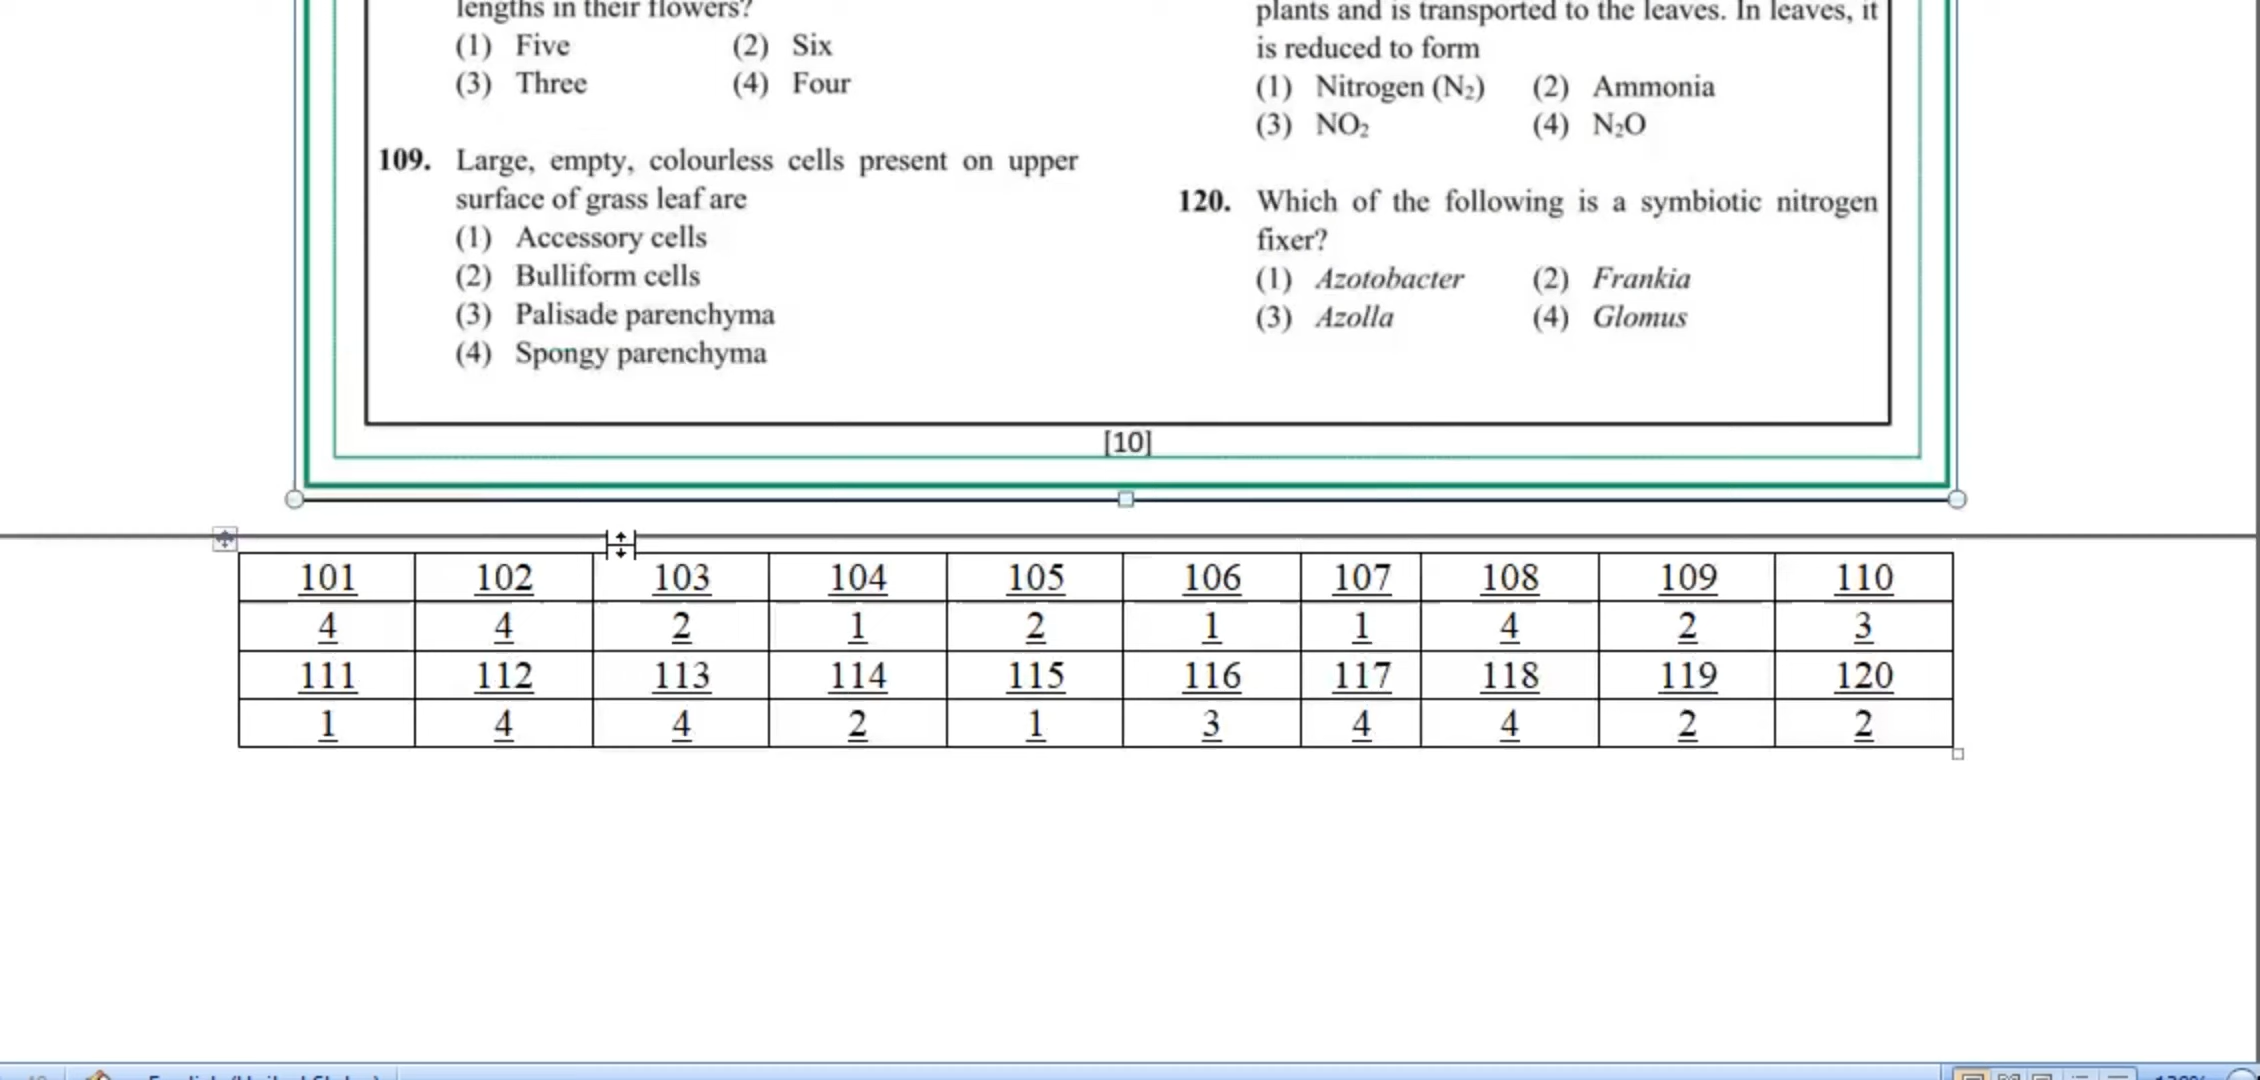 lengths in their flowers?
(1) Five (2) Six
(3) Three (4) Four
109. Large, empty, colourless cells present on upper
surface of grass leaf are
(1) Accessory cells
(2) Bulliform cells
(3) Palisade parenchyma
(4) Spongy parenchyma
plants and is transported to the leaves. In leaves, it
is reduced to form
(1) Nitrogen (N₂) (2) Ammonia
(3) NO₂ (4) N₂O
120. Which of the following is a symbiotic nitrogen
fixer?
(1) Azotobacter (2) Frankia
(3) Azolla (4) Glomus
[10]
101 102 103 104 105 106 107 108 109 110
4 4 2 1 2 1 1 4 2 3
111 112 113 114 115 116 117 118 119 120
1 4 4 2 1 3 4 4 2 2